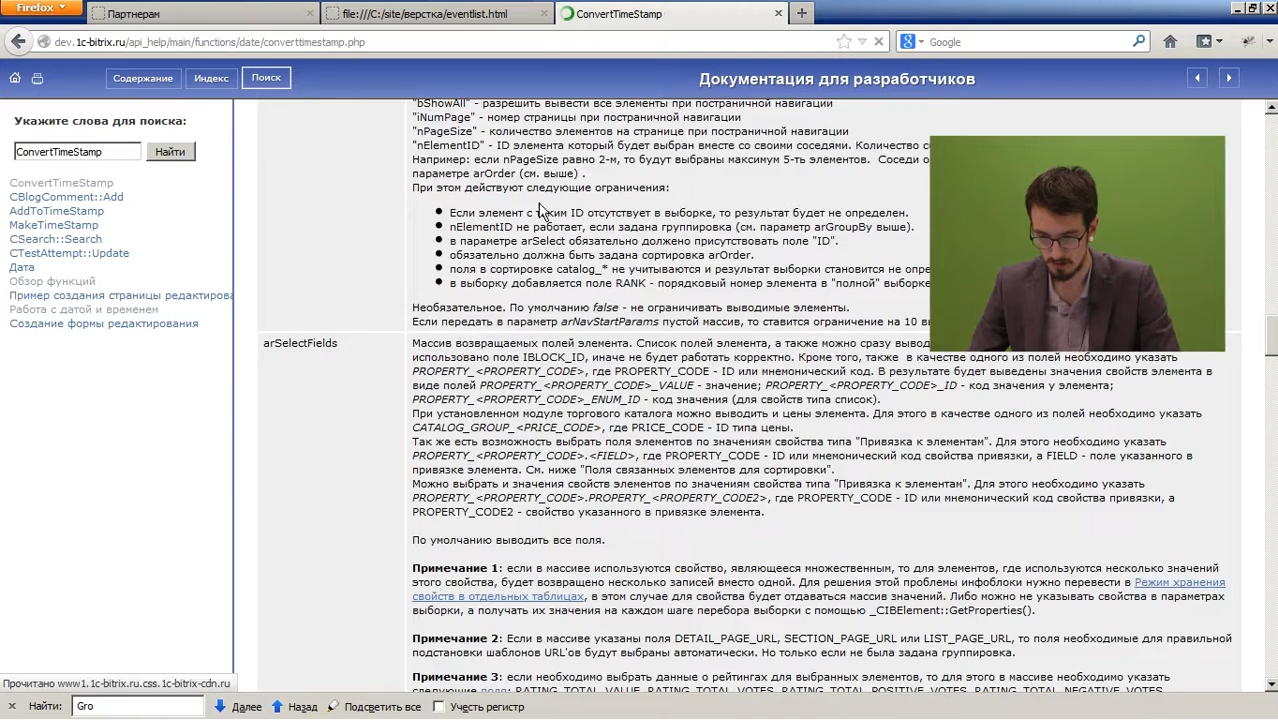 Firefox
Партнерам
file:///C:/site/верстка/eventlist.html
ConvertTimeStamp
dev.1c-bitrix.ru/api_help/main/functions/date/converttimestamp.php
Google
Содержание
Индекс
Поиск
Документация для разработчиков
Укажите слова для поиска:
ConvertTimeStamp
Найти
ConvertTimeStamp
CBlogComment::Add
AddToTimeStamp
MakeTimeStamp
CSearch::Search
CTestAttempt::Update
Дата
Обзор функций
Пример создания страницы редактирова
Работа с датой и временем
Создание формы редактирования
"bShowAll" - разрешить вывести все элементы при постраничной навигации
"iNumPage" - номер страницы при постраничной навигации
"nPageSize" - количество элементов на странице при постраничной навигации
"nElementID" - ID элемента который будет выбран вместе со своими соседями. Количество со
Например: если nPageSize равно 2-м, то будут выбраны максимум 5-ть элементов. Соседи о
параметре arOrder (см. выше) .
При этом действуют следующие ограничения:
Если элемент с таким ID отсутствует в выборке, то результат будет не определен.
nElementID не работает, если задана группировка (см. параметр arGroupBy выше).
в параметре arSelect обязательно должено присутствовать поле "ID".
обязательно должна быть задана сортировка arOrder.
поля в сортировке catalog_* не учитываются и результат выборки становится не опре
в выборку добавляется поле RANK - порядковый номер элемента в "полной" выборке
Необязательное. По умолчанию false - не ограничивать выводимые элементы.
Если передать в параметр arNavStartParams пустой массив, то ставится ограничение на 10 в
arSelectFields
Массив возвращаемых полей элемента. Список полей элемента, а также можно сразу выво
использовано поле IBLOCK_ID, иначе не будет работать корректно. Кроме того, также в качестве одного из полей необходимо указать
PROPERTY_<PROPERTY_CODE>, где PROPERTY_CODE - ID или мнемонический код. В результате будет выведены значения свойств элемента в
виде полей PROPERTY_<PROPERTY_CODE>_VALUE - значение; PROPERTY_<PROPERTY_CODE>_ID - код значения у элемента;
PROPERTY_<PROPERTY_CODE>_ENUM_ID - код значения (для свойств типа список).
При установленном модуле торгового каталога можно выводить и цены элемента. Для этого в качестве одного из полей необходимо указать
CATALOG_GROUP_<PRICE_CODE>, где PRICE_CODE - ID типа цены.
Так же есть возможность выбрать поля элементов по значениям свойства типа "Привязка к элементам". Для этого необходимо указать
PROPERTY_<PROPERTY_CODE>.<FIELD>, где PROPERTY_CODE - ID или мнемонический код свойства привязки, а FIELD - поле указанного в
привязке элемента. См. ниже "Поля связанных элементов для сортировки".
Можно выбрать и значения свойств элементов по значениям свойства типа "Привязка к элементам". Для этого необходимо указать
PROPERTY_<PROPERTY_CODE>.PROPERTY_<PROPERTY_CODE2>, где PROPERTY_CODE - ID или мнемонический код свойства привязки, а
PROPERTY_CODE2 - свойство указанного в привязке элемента.
По умолчанию выводить все поля.
Примечание 1: если в массиве используются свойство, являющееся множественным, то для элементов, где используются несколько значений
этого свойства, будет возвращено несколько записей вместо одной. Для решения этой проблемы инфоблоки нужно перевести в Режим хранения
свойств в отдельных таблицах, в этом случае для свойства будет отдаваться массив значений. Либо можно не указывать свойства в параметрах
выборки, а получать их значения на каждом шаге перебора выборки с помощью _CIBElement::GetProperties().
Примечание 2: Если в массиве указаны поля DETAIL_PAGE_URL, SECTION_PAGE_URL или LIST_PAGE_URL, то поля необходимые для правильной
подстановки шаблонов URL'ов будут выбраны автоматически. Но только если не была задана группировка.
Примечание 3: если необходимо выбрать данные о рейтингах для выбранных элементов, то для этого в массиве необходимо указать
следующие поля: RATING_TOTAL_VALUE, RATING_TOTAL_VOTES, RATING_TOTAL_POSITIVE_VOTES, RATING_TOTAL_NEGATIVE_VOTES
Прочитано www1.1c-bitrix.ru.css.1c-bitrix-cdn.ru
Найти:
Gro
Далее
Назад
Подсветить все
Учесть регистр